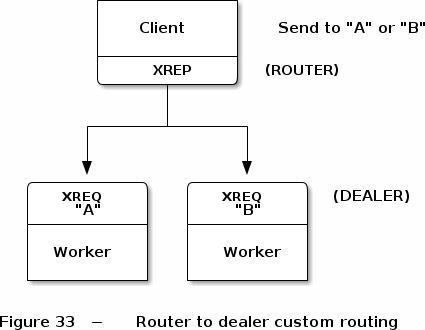 Client Send to "A" or "B"
XREP (ROUTER)
XREQ XREQ (DEALER)
"A" "B"
Worker Worker
Figure 33 − Router to dealer custom routing